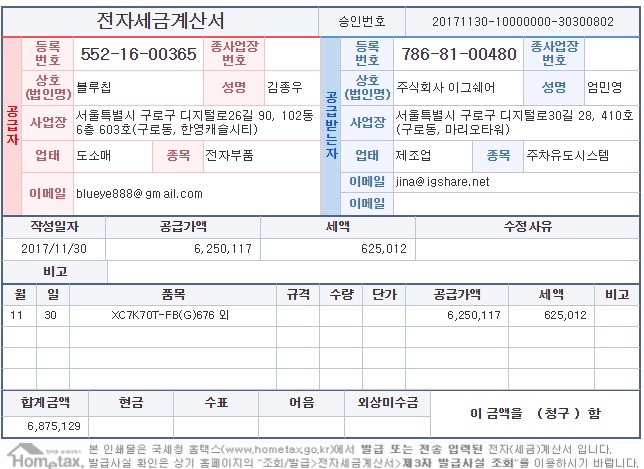 전자세금계산서 승인번호 20171130-10000000-30300802
공급자
등록번호 552-16-00365 종사업장번호
상호(법인명) 블루칩 성명 김종우
사업장 서울특별시 구로구 디지털로26길 90, 102동
6층 603호(구로동, 한영캐슬시티)
업태 도소매 종목 전자부품
이메일 blueye888@gmail.com
공급받는자
등록번호 786-81-00480 종사업장번호
상호(법인명) 주식회사 이그쉐어 성명 엄민영
사업장 서울특별시 구로구 디지털로30길 28, 410호
(구로동, 마리오타워)
업태 제조업 종목 주차유도시스템
이메일 jina@igshare.net
이메일
작성일자 공급가액 세액 수정사유
2017/11/30 6,250,117 625,012
비고
월 일 품목 규격 수량 단가 공급가액 세액 비고
11 30 XC7K70T-FB(G)676 외 6,250,117 625,012
합계금액 현금 수표 어음 외상미수금 이 금액을 (청구) 함
6,875,129
Hometax.
본 인쇄물은 국세청 홈택스(www.hometax.go.kr)에서 발급 또는 전송 입력된 전자(세금)계산서 입니다.
발급사실 확인은 상기 홈페이지의 "조회/발급>전자세금계산서>제3자 발급사실 조회"를 이용하시기 바랍니다.